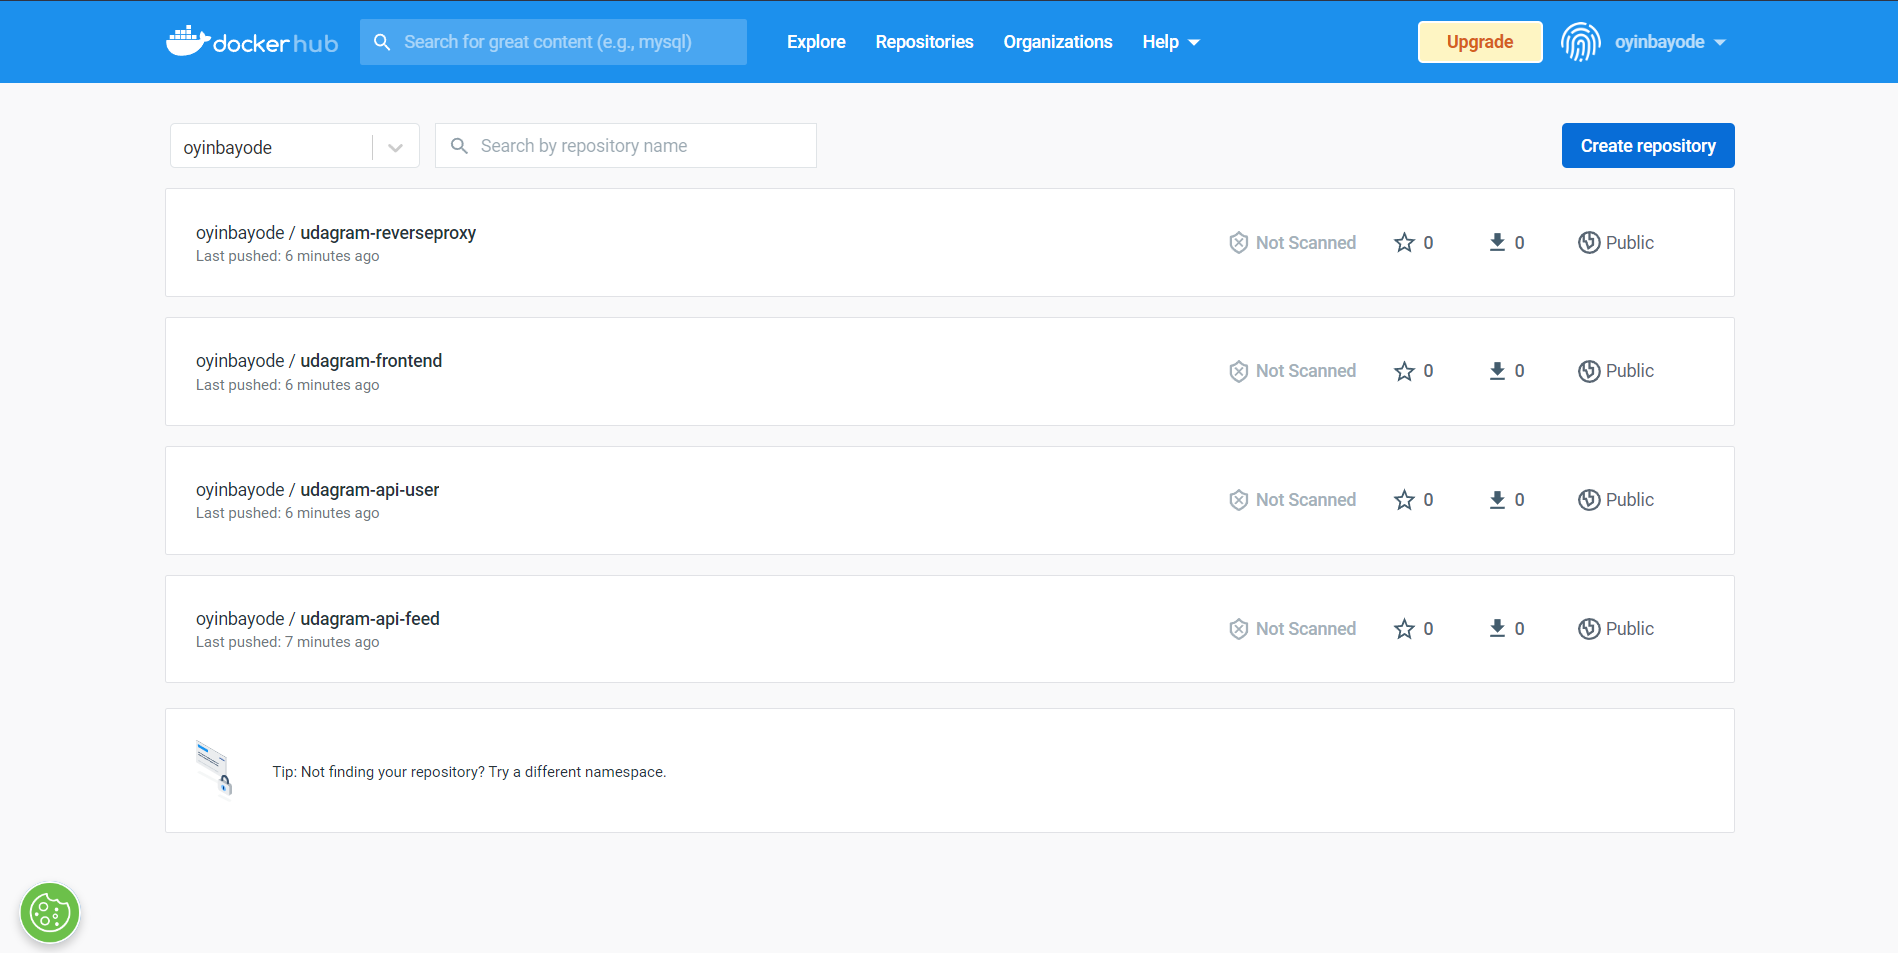 docker hub Search for great content (e.g., mysql) Explore Repositories Organizations Help Upgrade oyinbayode
oyinbayode Search by repository name Create repository
oyinbayode / udagram-reverseproxy
Last pushed: 6 minutes ago
Not Scanned 0 0 Public
oyinbayode / udagram-frontend
Last pushed: 6 minutes ago
Not Scanned 0 0 Public
oyinbayode / udagram-api-user
Last pushed: 6 minutes ago
Not Scanned 0 0 Public
oyinbayode / udagram-api-feed
Last pushed: 7 minutes ago
Not Scanned 0 0 Public
Tip: Not finding your repository? Try a different namespace.